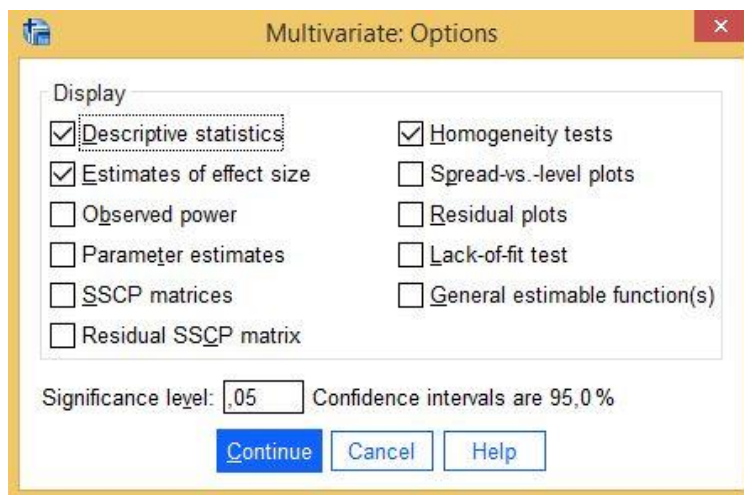 Multivariate: Options
Display
Descriptive statistics
Estimates of effect size
Observed power
Parameter estimates
SSCP matrices
Residual SSCP matrix
Homogeneity tests
Spread-vs.-level plots
Residual plots
Lack-of-fit test
General estimable function(s)
Significance level: ,05 Confidence intervals are 95,0 %
Continue Cancel Help